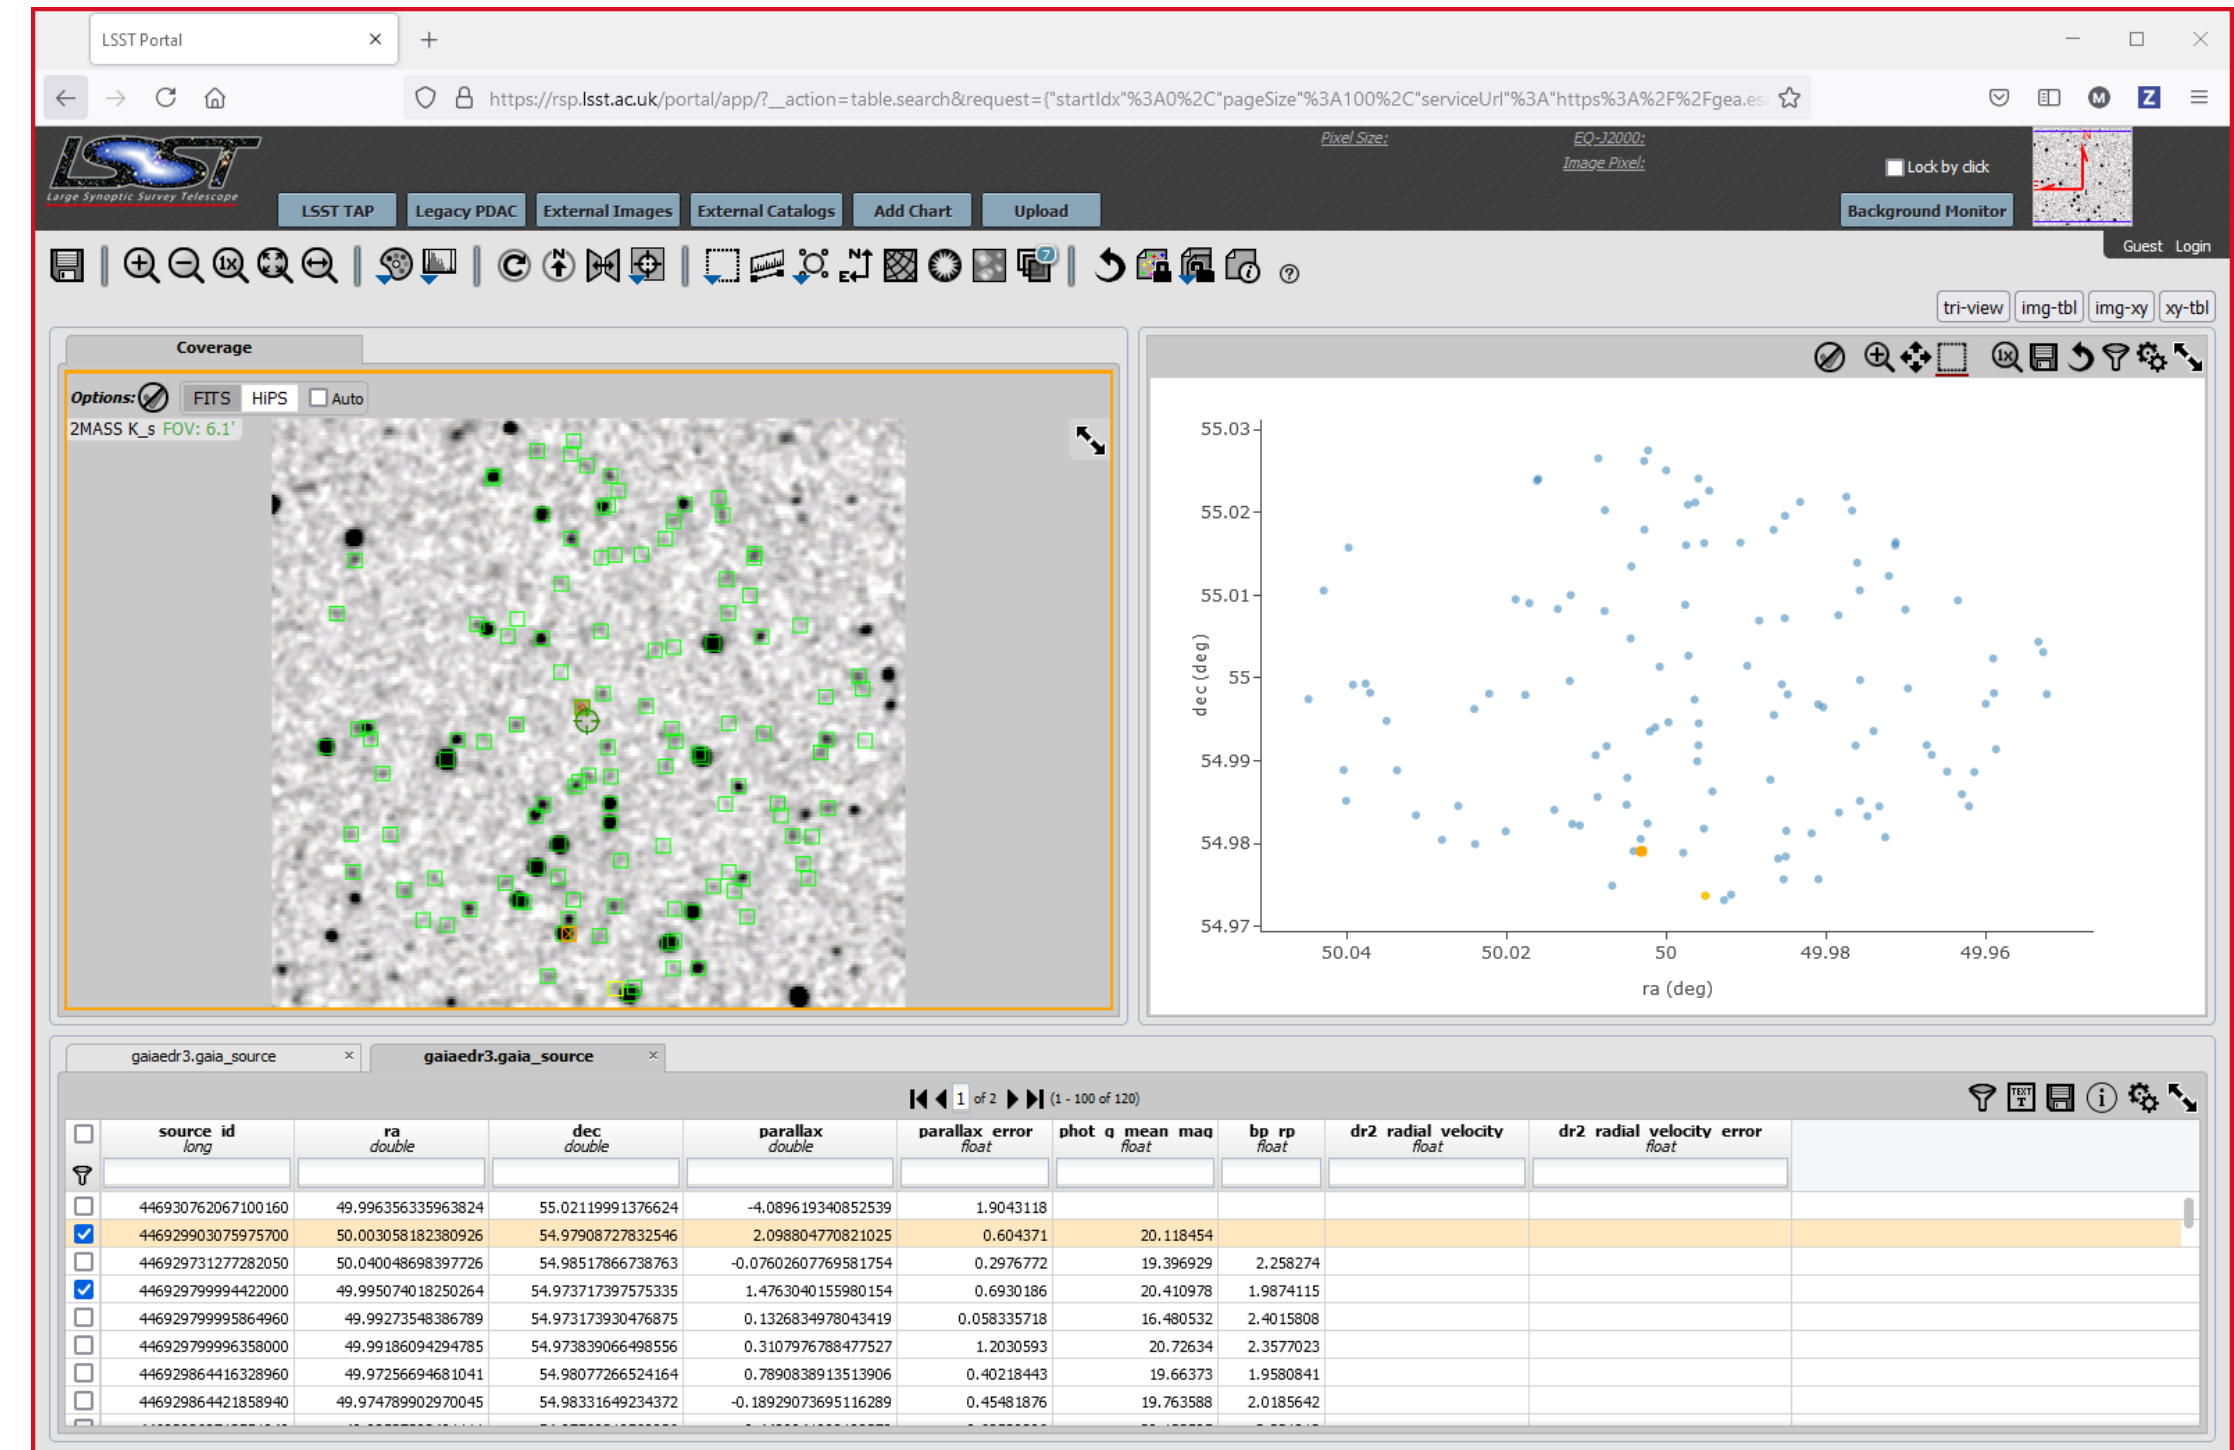 LSST Portal
https://rsp.lsst.ac.uk/portal/app/?__action=table.search&request={"startIdx"%3A0%2C"pageSize"%3A100%2C"serviceUrl"%3A"https%3A%2F%2Fgea.es
M
Z
LSST
Large Synoptic Survey Telescope
Pixel Size:
EQ-J2000:
Image Pixel:
Lock by click
N
E
LSST TAP
Legacy PDAC
External Images
External Catalogs
Add Chart
Upload
Background Monitor
Guest Login
1x
N
N
E
7
i
?
tri-view
img-tbl
img-xy
xy-tbl
Coverage
Options:
FITS
HiPS
Auto
2MASS K_s FOV: 6.1'
1x
55.03
55.02
55.01
55
54.99
54.98
54.97
dec (deg)
50.04
50.02
50
49.98
49.96
ra (deg)
gaiaedr3.gaia_source
gaiaedr3.gaia_source
1 of 2 (1 - 100 of 120)
TEXT
T
i
source_id ra dec parallax parallax_error phot_g_mean_mag bp_rp dr2_radial_velocity dr2_radial_velocity_error
long double double double float float float float float
446930762067100160 49.996356335963824 55.02119991376624 -4.089619340852539 1.9043118
446929903075975700 50.003058182380926 54.97908727832546 2.098804770821025 0.604371 20.118454
446929731277282050 50.040048698397726 54.98517866738763 -0.07602607769581754 0.2976772 19.396929 2.258274
446929799994422000 49.995074018250264 54.973717397575335 1.4763040155980154 0.6930186 20.410978 1.9874115
446929799995864960 49.99273548386789 54.973173930476875 0.1326834978043419 0.058335718 16.480532 2.4015808
446929799996358000 49.99186094294785 54.973839066498556 0.3107976788477527 1.2030593 20.72634 2.3577023
446929864416328960 49.97256694681041 54.98077266524164 0.7890838913513906 0.40218443 19.66373 1.9580841
446929864421858940 49.974789902970045 54.98331649234372 -0.18929073695116289 0.45481876 19.763588 2.0185642